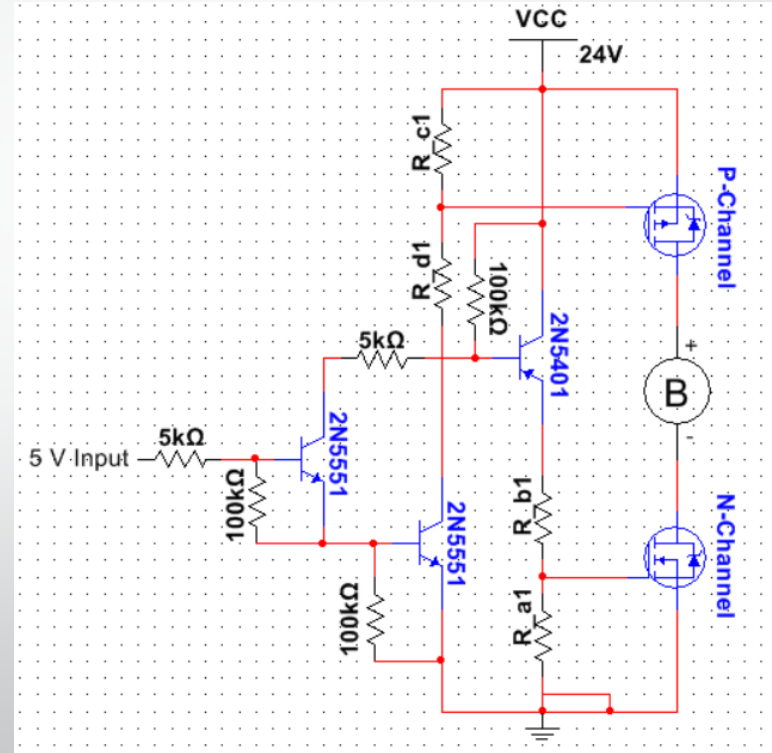 VCC
24V
R_c1
P-Channel
R_d1
100kΩ
2N5401
5kΩ
+
B
-
2N5551
5kΩ
5 V Input
100kΩ
2N5551
R_b1
N-Channel
100kΩ
R_a1